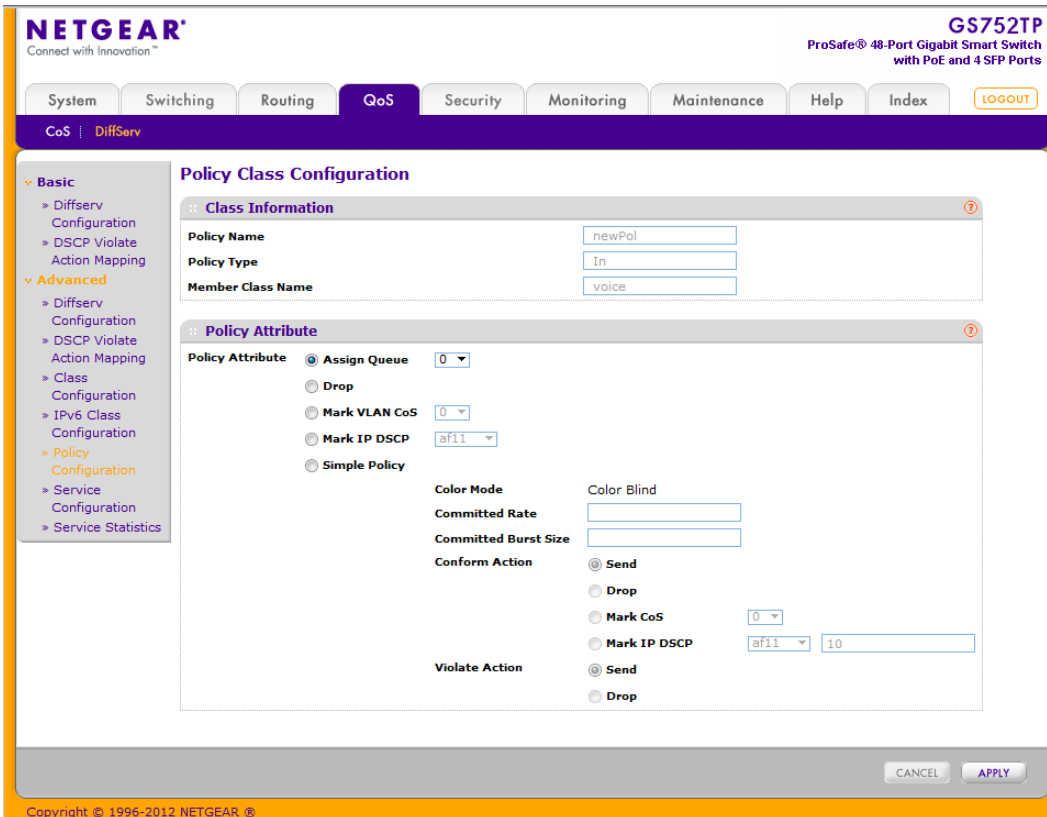 NETGEAR®
Connect with Innovation™
GS752TP
ProSafe® 48-Port Gigabit Smart Switch
with PoE and 4 SFP Ports
System Switching Routing QoS Security Monitoring Maintenance Help Index LOGOUT
CoS | DiffServ
Basic
» Diffserv
Configuration
» DSCP Violate
Action Mapping
Advanced
» Diffserv
Configuration
» DSCP Violate
Action Mapping
» Class
Configuration
» IPv6 Class
Configuration
» Policy
Configuration
» Service
Configuration
» Service Statistics
Policy Class Configuration
Class Information ?
Policy Name newPol
Policy Type In
Member Class Name voice
Policy Attribute ?
Policy Attribute Assign Queue 0
Drop
Mark VLAN CoS 0
Mark IP DSCP af11
Simple Policy
Color Mode Color Blind
Committed Rate
Committed Burst Size
Conform Action Send
Drop
Mark CoS 0
Mark IP DSCP af11 10
Violate Action Send
Drop
CANCEL APPLY
Copyright © 1996-2012 NETGEAR ®